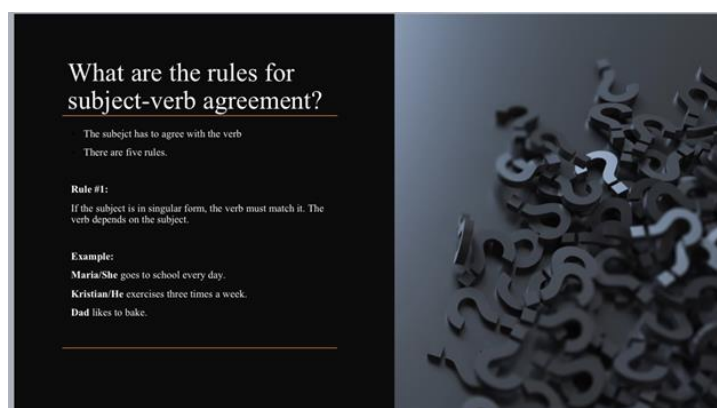 What are the rules for
subject-verb agreement?
The subejct has to agree with the verb
There are five rules.
Rule #1:
If the subject is in singular form, the verb must match it. The
verb depends on the subject.
Example:
Maria/She goes to school every day.
Kristian/He exercises three times a week.
Dad likes to bake.